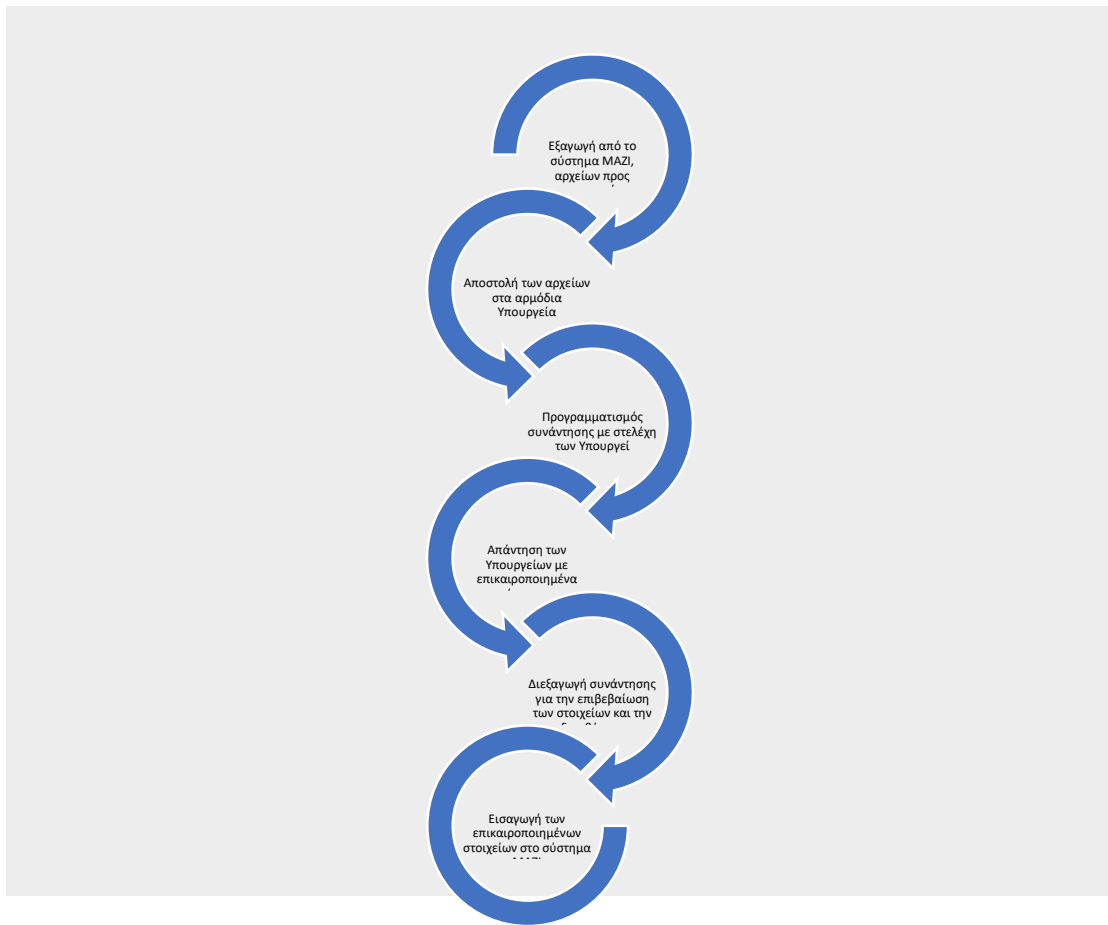 Εξαγωγή από το
σύστημα ΜΑΖΙ,
αρχείων προς
Αποστολή των αρχείων
στα αρμόδια
Υπουργεία
Προγραμματισμός
συνάντησης με στελέχη
των Υπουργεί
Απάντηση των
Υπουργείων με
επικαιροποιημένα
Διεξαγωγή συνάντησης
για την επιβεβαίωση
των στοιχείων και την
Εισαγωγή των
επικαιροποιημένων
στοιχείων στο σύστημα